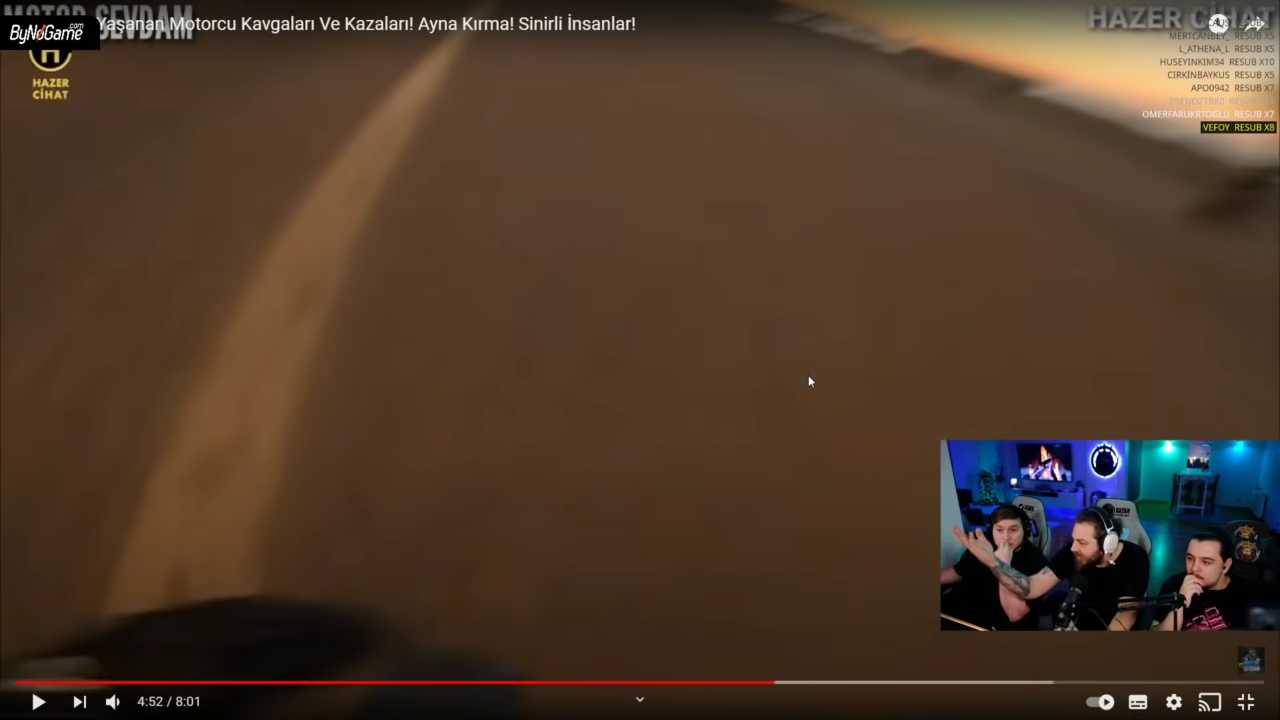 Yaşanan Motorcu Kavgaları Ve Kazaları! Ayna Kırma! Sinirli İnsanlar!
ByNoGame.com
MOTOR SEVDAM
HAZER CİHAT
HAZER
CİHAT
MERTCANBEY_ RESUB X5
L_ATHENA_L RESUB X5
HUSEYINKIM34 RESUB X10
CIRKINBAYKUS RESUB X5
APO0942 RESUB X7
OMERFARUKRTOGLU RESUB X7
VEFOY RESUB X8
4:52 / 8:01